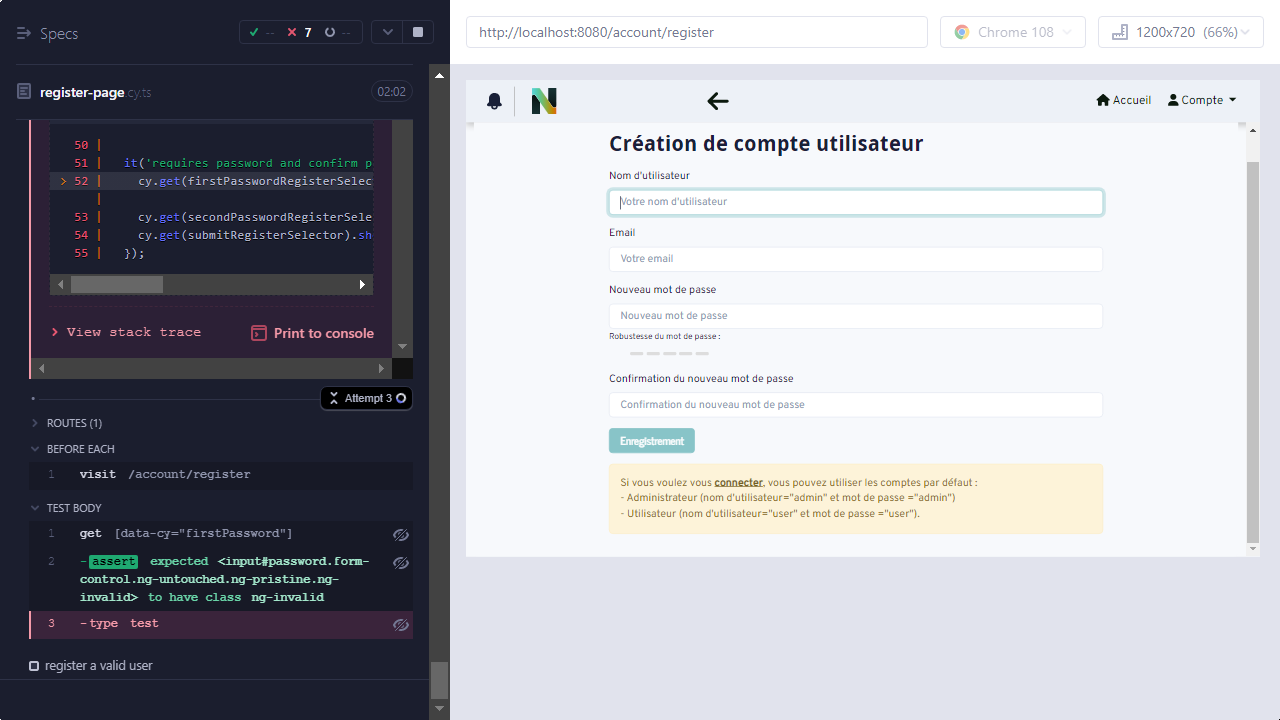 Specs
-- 7 --
register-page.cy.ts 02:02
50 |
51 | it('requires password and confirm p
> 52 | cy.get(firstPasswordRegisterSelec
|
53 | cy.get(secondPasswordRegisterSele
54 | cy.get(submitRegisterSelector).sh
55 | });
> View stack trace
Print to console
Attempt 3
ROUTES (1)
BEFORE EACH
1 visit /account/register
TEST BODY
1 get [data-cy="firstPassword"]
2 -assert expected <input#password.form-
control.ng-untouched.ng-pristine.ng-
invalid> to have class ng-invalid
3 -type test
register a valid user
http://localhost:8080/account/register
Chrome 108
1200x720 (66%)
N
Accueil
Compte
Création de compte utilisateur
Nom d'utilisateur
Votre nom d'utilisateur
Email
Votre email
Nouveau mot de passe
Nouveau mot de passe
Robustesse du mot de passe :
Confirmation du nouveau mot de passe
Confirmation du nouveau mot de passe
Enregistrement
Si vous voulez vous connecter, vous pouvez utiliser les comptes par défaut :
- Administrateur (nom d'utilisateur="admin" et mot de passe ="admin")
- Utilisateur (nom d'utilisateur="user" et mot de passe ="user").